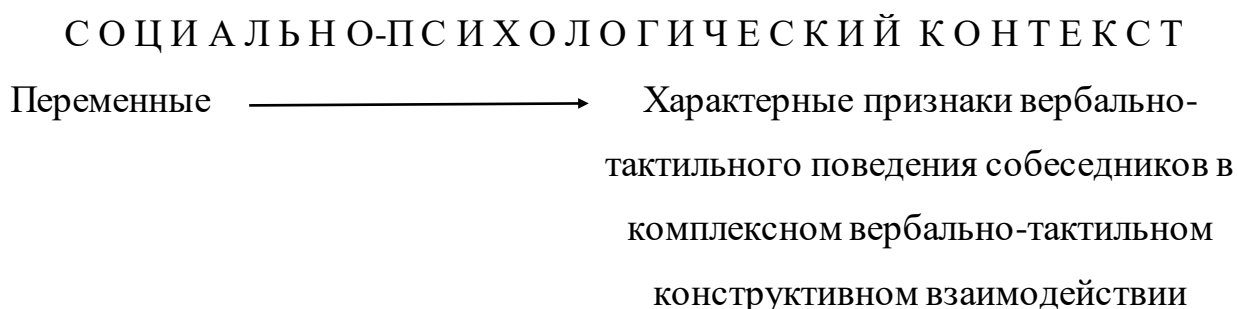 С О Ц И А Л Ь Н О-П С И Х О Л О Г И Ч Е С К И Й К О Н Т Е К С Т
Переменные
Характерные признаки вербально-
тактильного поведения собеседников в
комплексном вербально-тактильном
конструктивном взаимодействии